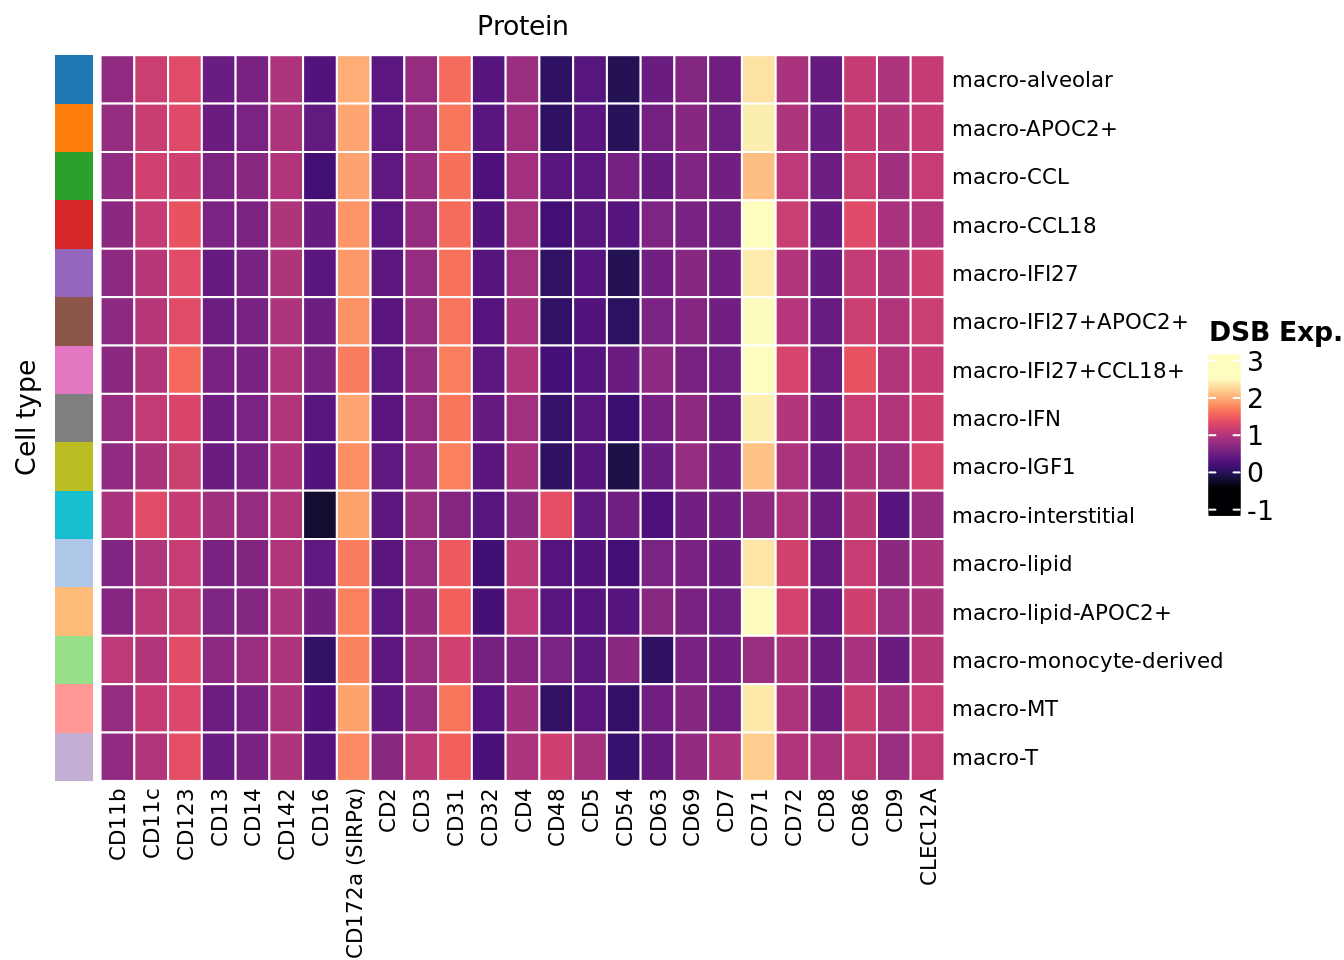 Protein
Cell type
macro-alveolar
macro-APOC2+
macro-CCL
macro-CCL18
macro-IFI27
macro-IFI27+APOC2+
macro-IFI27+CCL18+
macro-IFN
macro-IGF1
macro-interstitial
macro-lipid
macro-lipid-APOC2+
macro-monocyte-derived
macro-MT
macro-T
DSB Exp.
3
2
1
0
-1
CD11b
CD11c
CD123
CD13
CD14
CD142
CD16
CD172a (SIRPα)
CD2
CD3
CD31
CD32
CD4
CD48
CD5
CD54
CD63
CD69
CD7
CD71
CD72
CD8
CD86
CD9
CLEC12A